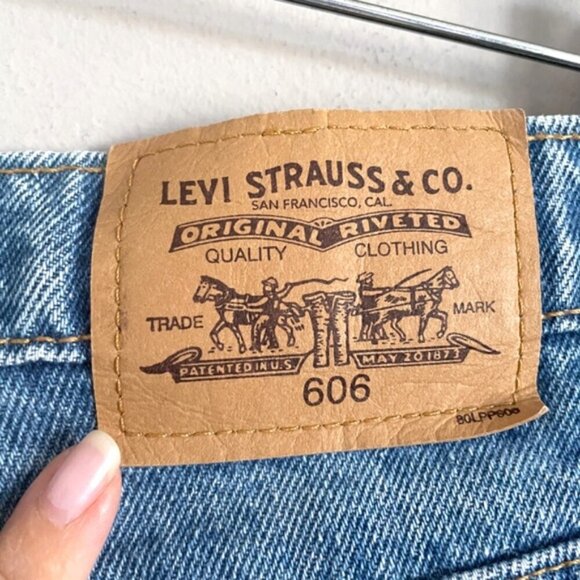 LEVI STRAUSS & CO.
SAN FRANCISCO, CAL.
ORIGINAL RIVETED
QUALITY CLOTHING
TRADE MARK
PATENTED IN U.S. MAY 20 1873
606
80LPP606